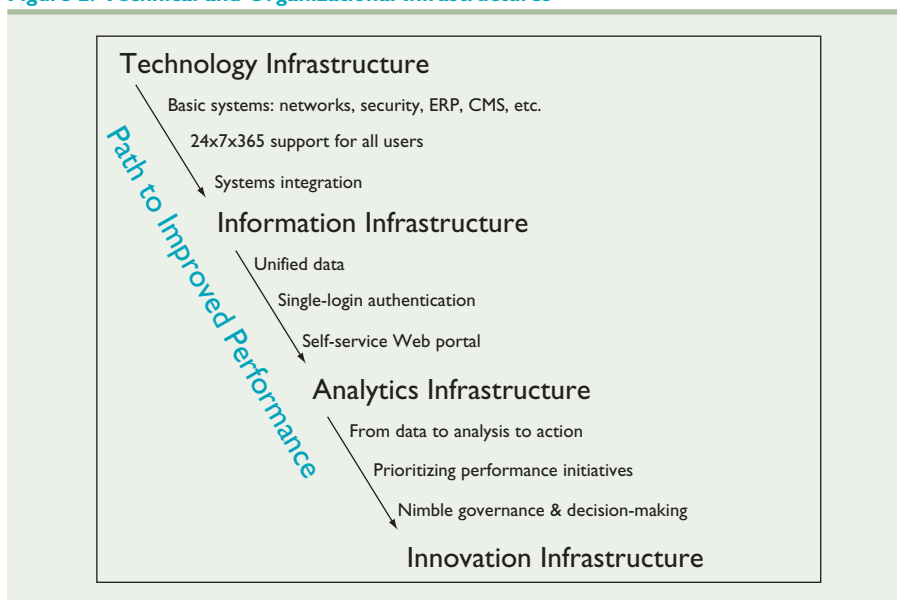 Technology Infrastructure
Basic systems: networks, security, ERP, CMS, etc.
24x7x365 support for all users
Systems integration
Path to Improved Performance
Information Infrastructure
Unified data
Single-login authentication
Self-service Web portal
Analytics Infrastructure
From data to analysis to action
Prioritizing performance initiatives
Nimble governance & decision-making
Innovation Infrastructure